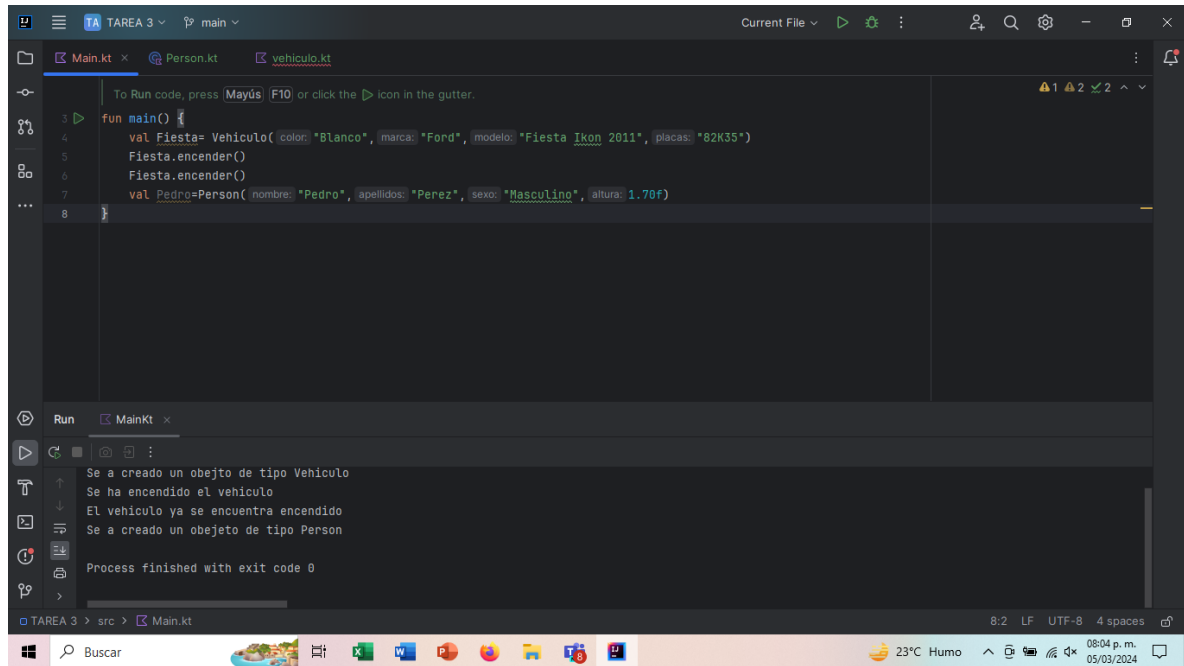 TA TAREA 3 main Current File
Main.kt Person.kt vehiculo.kt
To Run code, press Mayús F10 or click the icon in the gutter.
1 2 2
3 fun main() {
4 val Fiesta= Vehiculo( color: "Blanco", marca: "Ford", modelo: "Fiesta Ikon 2011", placas: "82K35")
5 Fiesta.encender()
6 Fiesta.encender()
7 val Pedro=Person( nombre: "Pedro", apellidos: "Perez", sexo: "Masculino", altura: 1.70f)
8 }
Run MainKt
Se a creado un obejto de tipo Vehiculo
Se ha encendido el vehiculo
El vehiculo ya se encuentra encendido
Se a creado un obejeto de tipo Person
Process finished with exit code 0
TAREA 3 > src > Main.kt 8:2 LF UTF-8 4 spaces
Buscar 23°C Humo 08:04 p. m.
05/03/2024